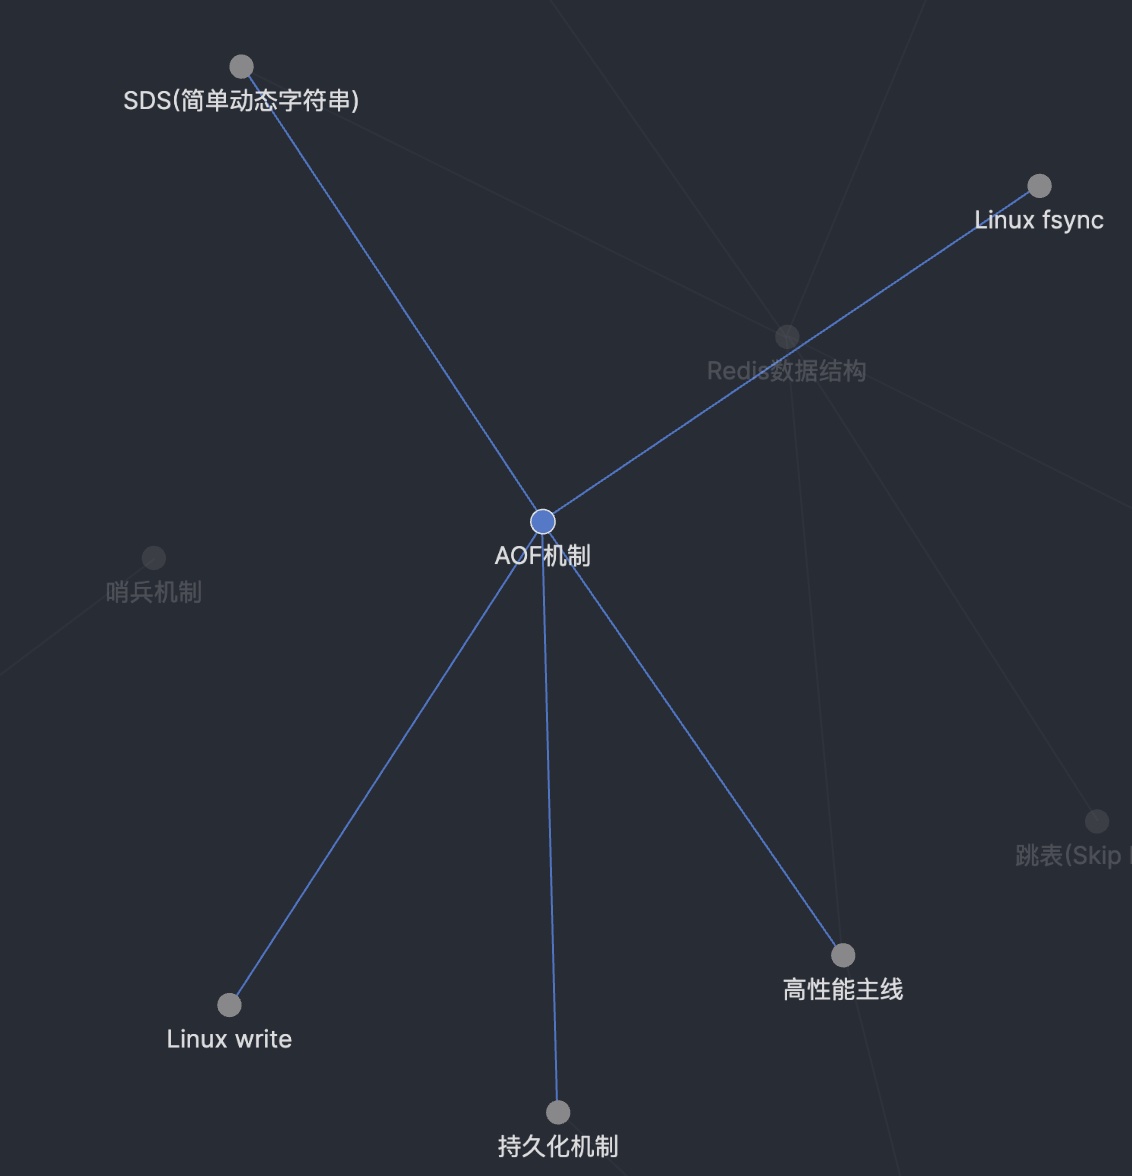 SDS(简单动态字符串)
Linux fsync
Redis数据结构
AOF机制
哨兵机制
跳表(Skip
高性能主线
Linux write
持久化机制